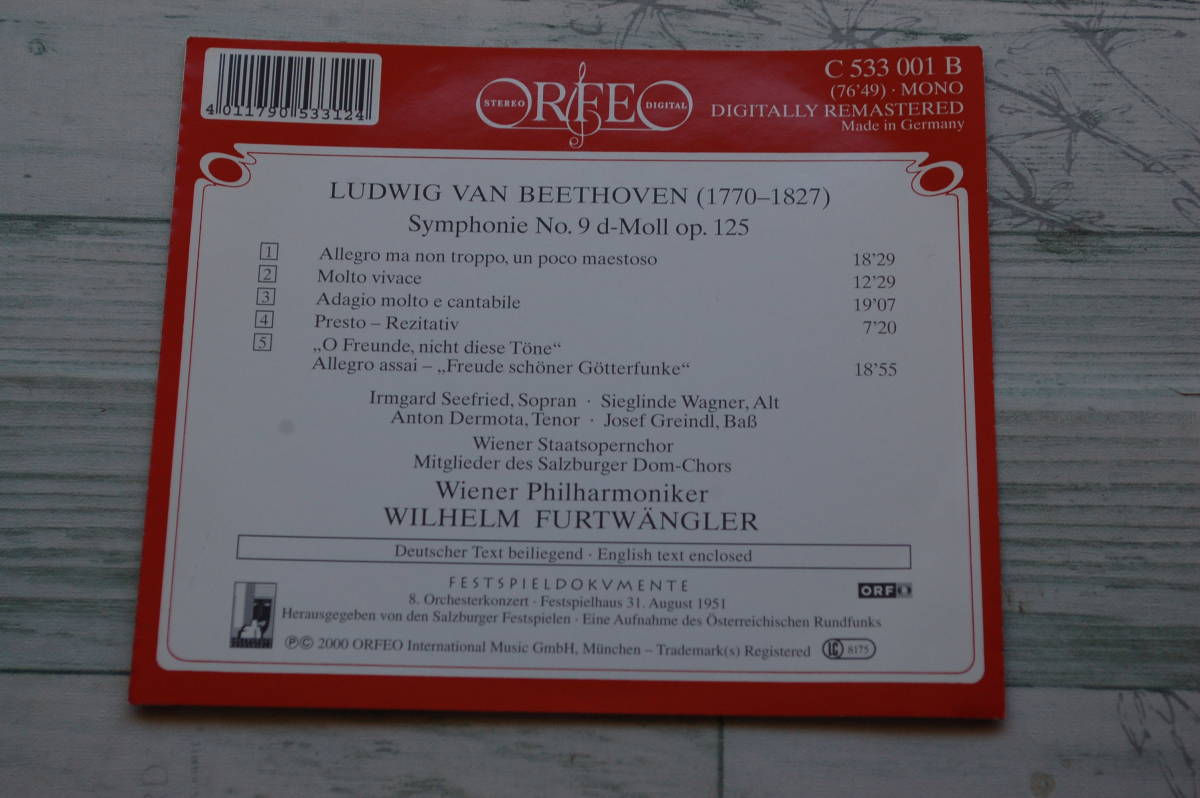 4 011790 533124
STEREO ORFEO DIGITAL
C 533 001 B
(76'49) · MONO
DIGITALLY REMASTERED
Made in Germany
LUDWIG VAN BEETHOVEN (1770–1827)
Symphonie No. 9 d-Moll op. 125
1 Allegro ma non troppo, un poco maestoso 18'29
2 Molto vivace 12'29
3 Adagio molto e cantabile 19'07
4 Presto – Rezitativ 7'20
5 „O Freunde, nicht diese Töne“
Allegro assai – „Freude schöner Götterfunke“ 18'55
Irmgard Seefried, Sopran · Sieglinde Wagner, Alt
Anton Dermota, Tenor · Josef Greindl, Baß
Wiener Staatsopernchor
Mitglieder des Salzburger Dom-Chors
Wiener Philharmoniker
WILHELM FURTWÄNGLER
Deutscher Text beiliegend · English text enclosed
FESTSPIELDOKVMENTE
8. Orchesterkonzert · Festspielhaus 31. August 1951
Herausgegeben von den Salzburger Festspielen · Eine Aufnahme des Österreichischen Rundfunks
ORF
℗© 2000 ORFEO International Music GmbH, München – Trademark(s) Registered LC 8175